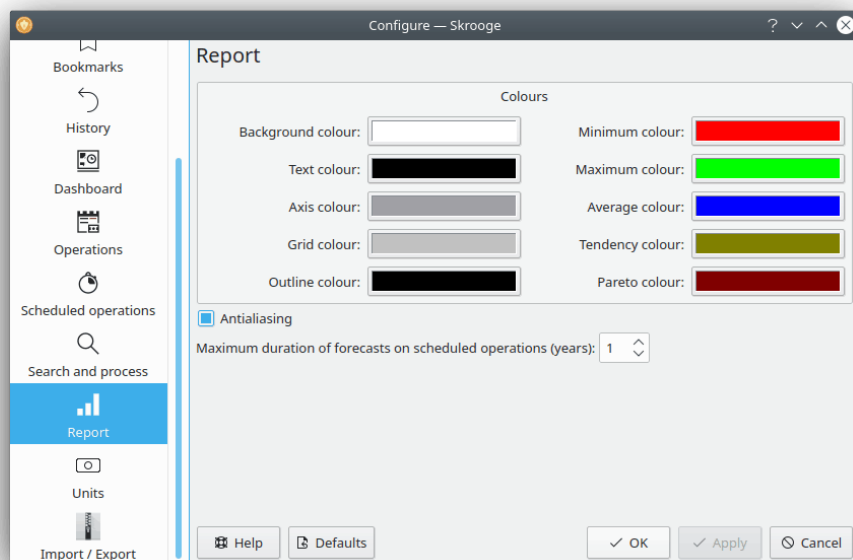 Configure — Skrooge
Bookmarks
History
Dashboard
Operations
Scheduled operations
Search and process
Report
Units
Import / Export
Report
Colours
Background colour:
Minimum colour:
Text colour:
Maximum colour:
Axis colour:
Average colour:
Grid colour:
Tendency colour:
Outline colour:
Pareto colour:
Antialiasing
Maximum duration of forecasts on scheduled operations (years): 1
Help
Defaults
OK
Apply
Cancel